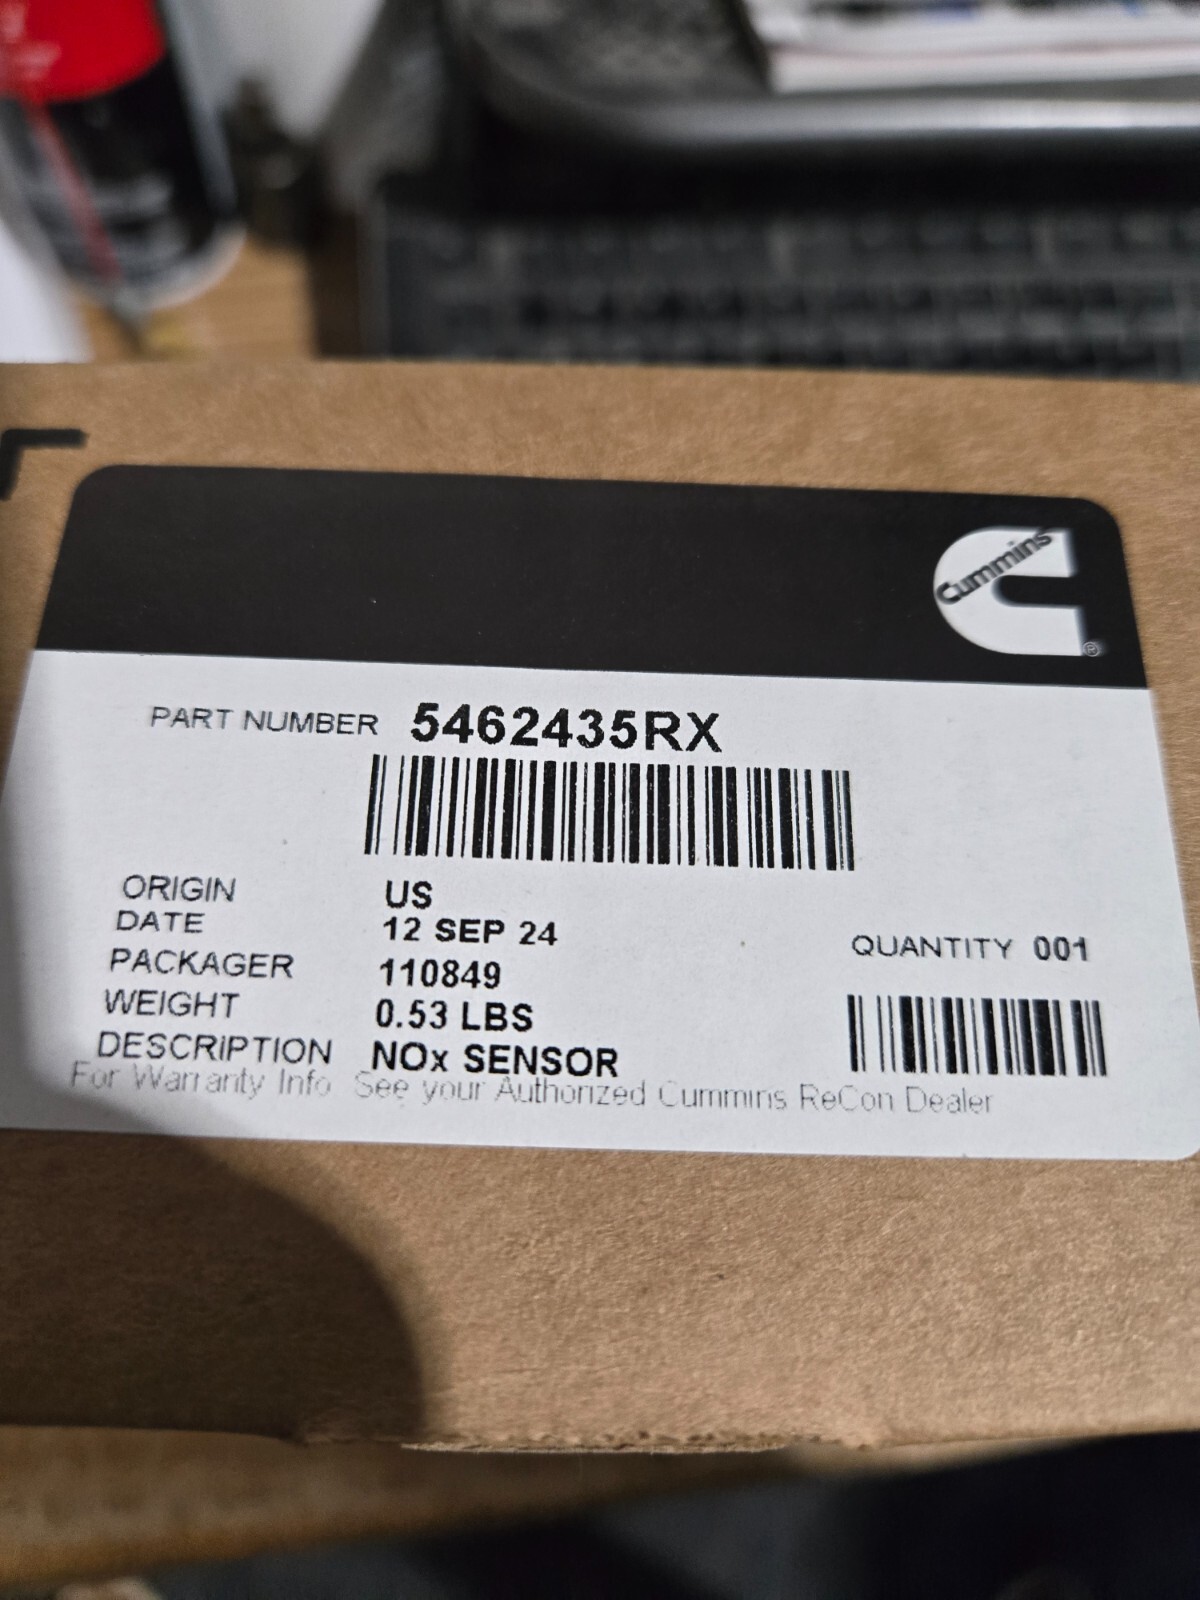 Cummins
®
PART NUMBER 5462435RX
ORIGIN US
DATE 12 SEP 24
PACKAGER 110849
QUANTITY 001
WEIGHT 0.53 LBS
DESCRIPTION NOx SENSOR
For Warranty Info See your Authorized Cummins ReCon Dealer